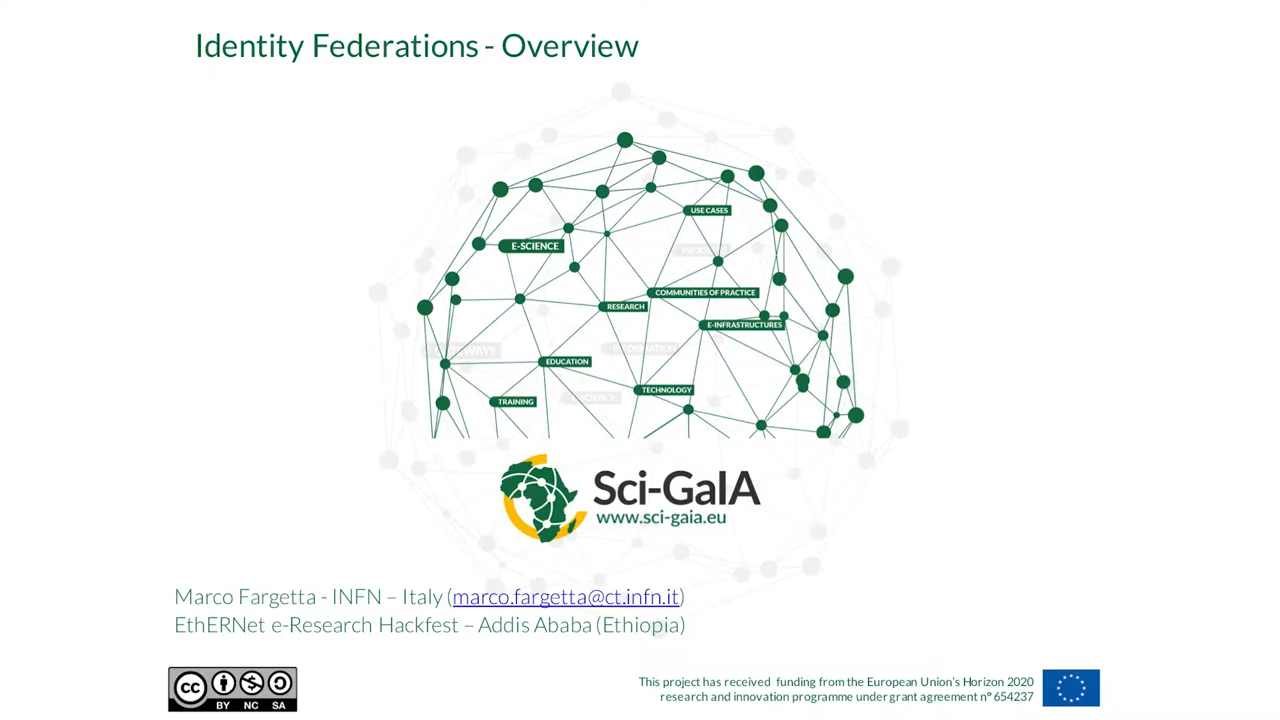 Identity Federations - Overview
USE CASES
E-SCIENCE
COMMUNITIES OF PRACTICE
RESEARCH
E-INFRASTRUCTURES
EDUCATION
TECHNOLOGY
TRAINING
Sci-GaIA
www.sci-gaia.eu
Marco Fargetta - INFN – Italy (marco.fargetta@ct.infn.it)
EthERNet e-Research Hackfest – Addis Ababa (Ethiopia)
cc BY NC SA
This project has received funding from the European Union's Horizon 2020
research and innovation programme under grant agreement n° 654237